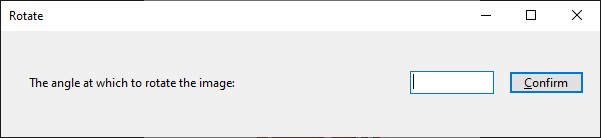 Rotate
The angle at which to rotate the image:
Confirm